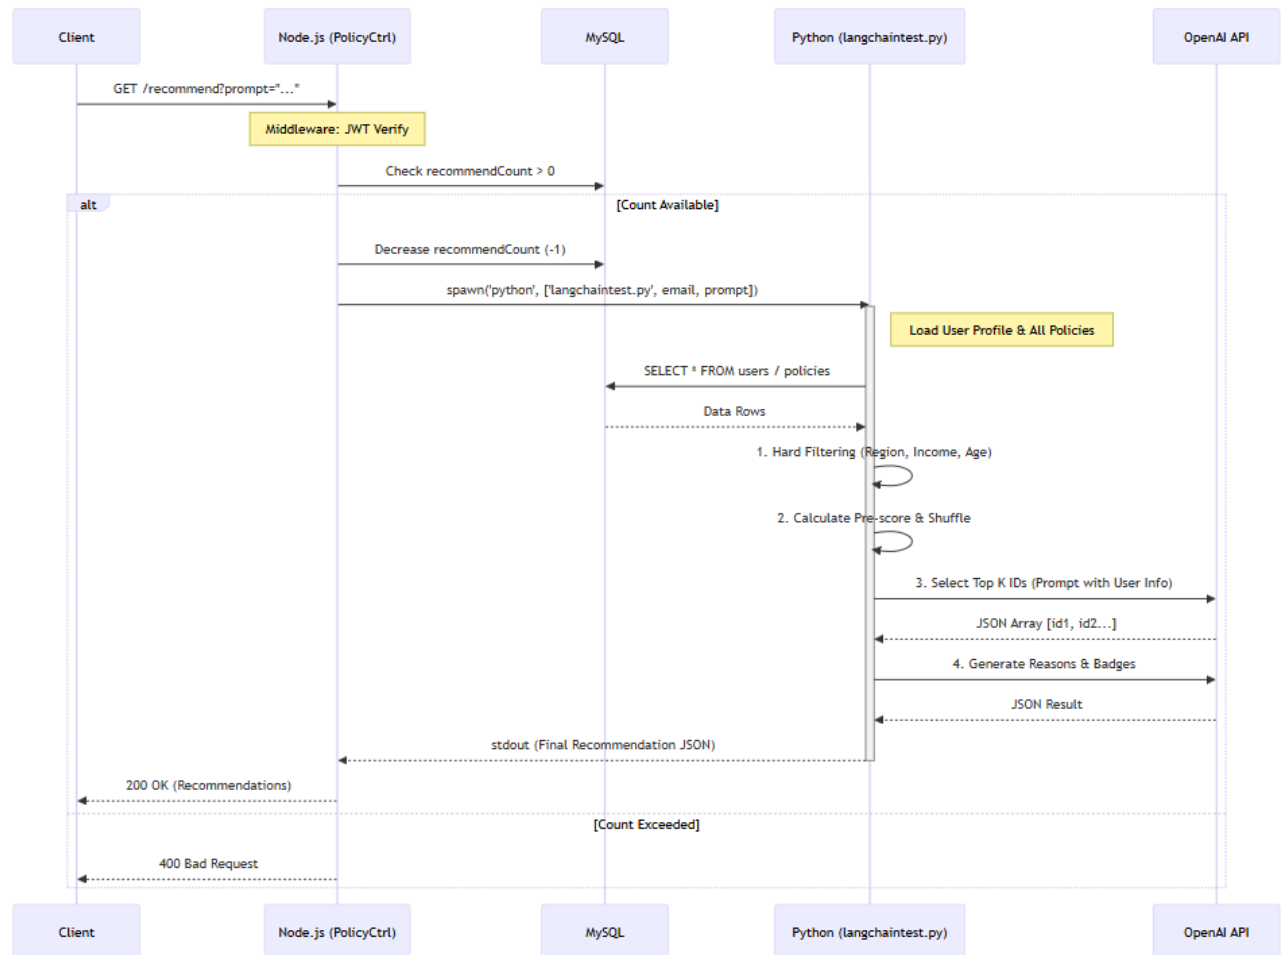 Client
Node.js (PolicyCtrl)
MySQL
Python (langchaintest.py)
OpenAI API
GET /recommend?prompt="..."
Middleware: JWT Verify
Check recommendCount > 0
alt
[Count Available]
Decrease recommendCount (-1)
spawn('python', ['langchaintest.py', email, prompt])
Load User Profile & All Policies
SELECT * FROM users / policies
Data Rows
1. Hard Filtering (Region, Income, Age)
2. Calculate Pre-score & Shuffle
3. Select Top K IDs (Prompt with User Info)
JSON Array [id1, id2...]
4. Generate Reasons & Badges
JSON Result
stdout (Final Recommendation JSON)
200 OK (Recommendations)
[Count Exceeded]
400 Bad Request
Client
Node.js (PolicyCtrl)
MySQL
Python (langchaintest.py)
OpenAI API